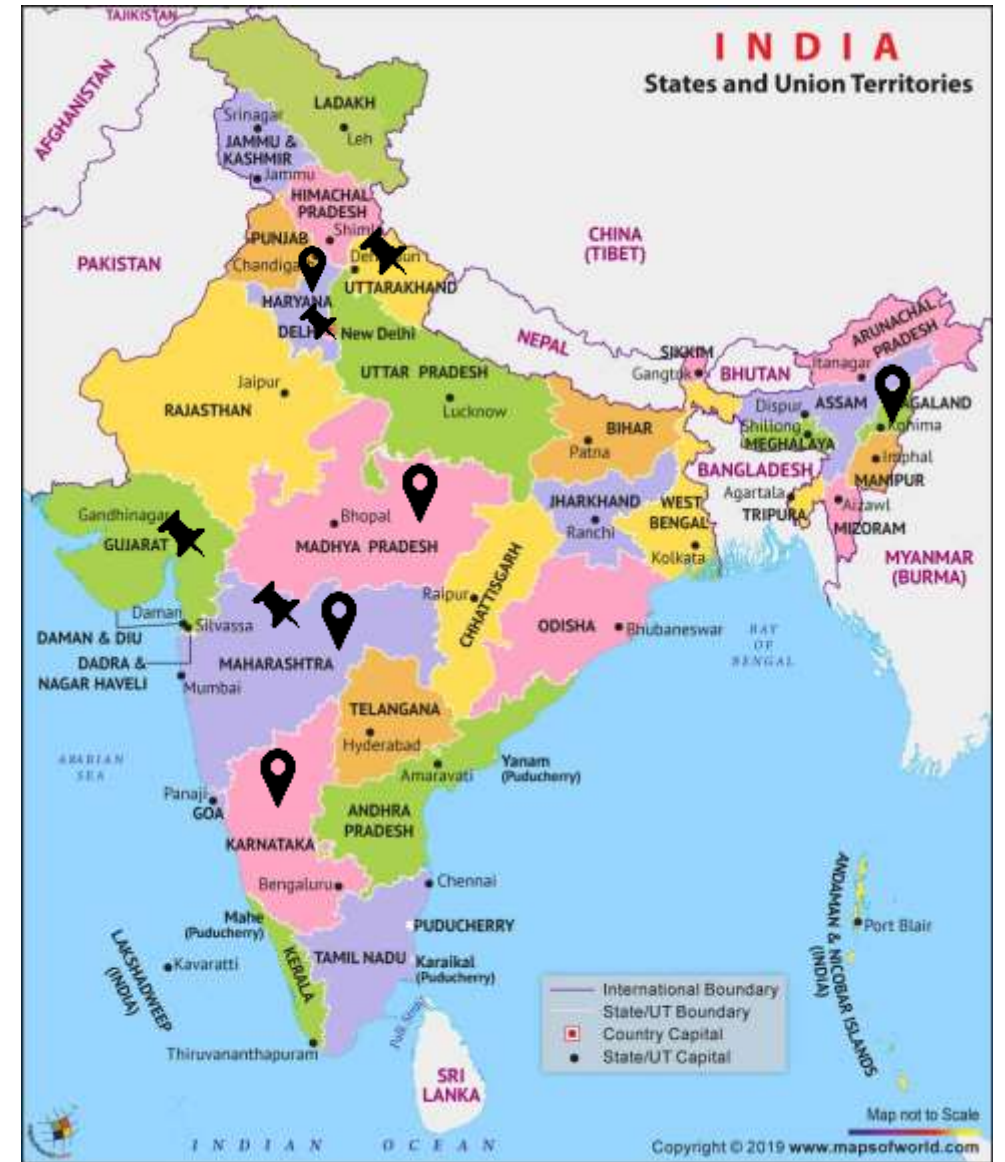 TAJIKISTAN
INDIA
States and Union Territories
AFGHANISTAN
LADAKH
Srinagar
Leh
JAMMU &
KASHMIR
Jammu
HIMACHAL
PRADESH
CHINA
(TIBET)
PUNJAB
PAKISTAN
UTTARAKHAND
HARYANA
New Delhi
NEPAL
ARUNACHAL
PRADESH
SIKKIM
Gangtok
BHUTAN
Itanagar
UTTAR PRADESH
Jaipur
RAJASTHAN
Lucknow
Dispur
ASSAM
Shillong
MEGHALAYA
Kohima
BIHAR
Patna
BANGLADESH
Imphal
MANIPUR
Agartala
TRIPURA
Aizawl
MIZORAM
JHARKHAND
Ranchi
WEST
BENGAL
Kolkata
MYANMAR
(BURMA)
Gandhinagar
GUJARAT
Bhopal
MADHYA PRADESH
CHHATTISGARH
Raipur
Daman
Silvassa
DAMAN & DIU
DADRA &
NAGAR HAVELI
MAHARASHTRA
Mumbai
ODISHA
Bhubaneswar
BAY
OF
BENGAL
TELANGANA
Hyderabad
ARABIAN
SEA
Amaravati
Yanam
(Puducherry)
Panaji
GOA
ANDHRA
PRADESH
KARNATAKA
Bengaluru
Chennai
Mahe
(Puducherry)
PUDUCHERRY
KERALA
TAMIL NADU
Karaikal
(Puducherry)
LAKSHADWEEP
(INDIA)
Kavaratti
Thiruvananthapuram
ANDAMAN & NICOBAR ISLANDS
(INDIA)
Port Blair
International Boundary
State/UT Boundary
Country Capital
State/UT Capital
SRI
LANKA
Map not to Scale
INDIAN OCEAN
Copyright © 2019 www.mapsofworld.com